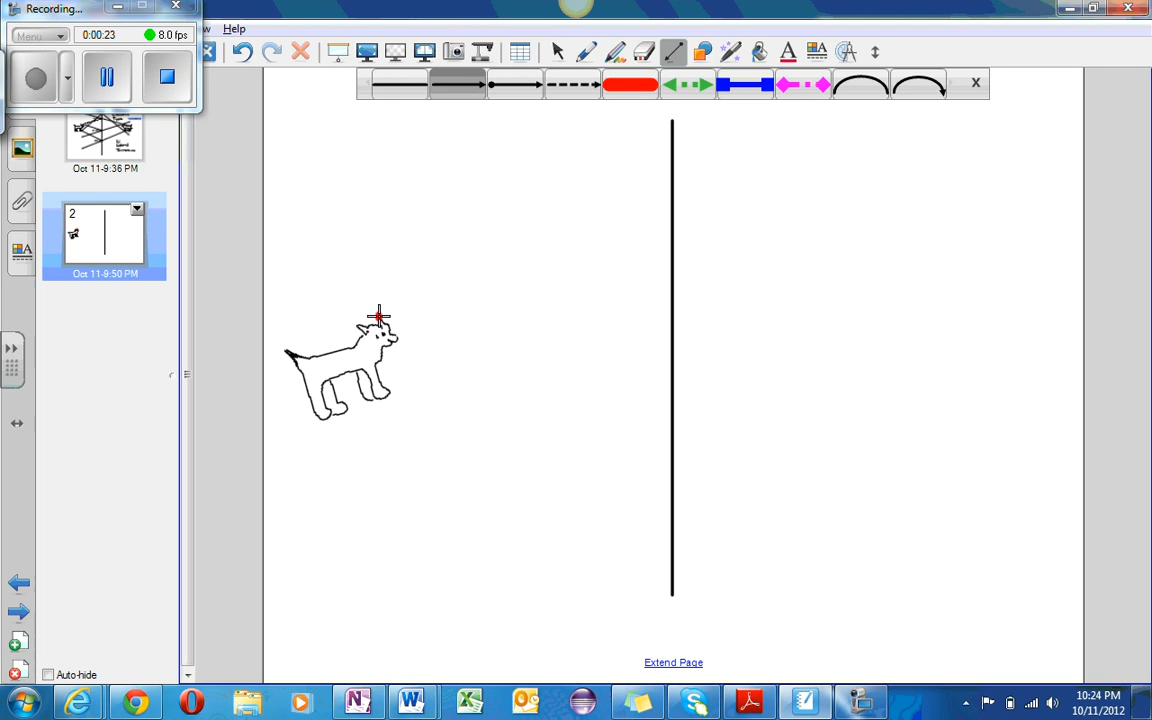 Recording...
Menu
0:00:23
8.0 fps
w Help
x
Oct 11-9:36 PM
2
Oct 11-9:50 PM
Extend Page
Auto-hide
10:24 PM
10/11/2012